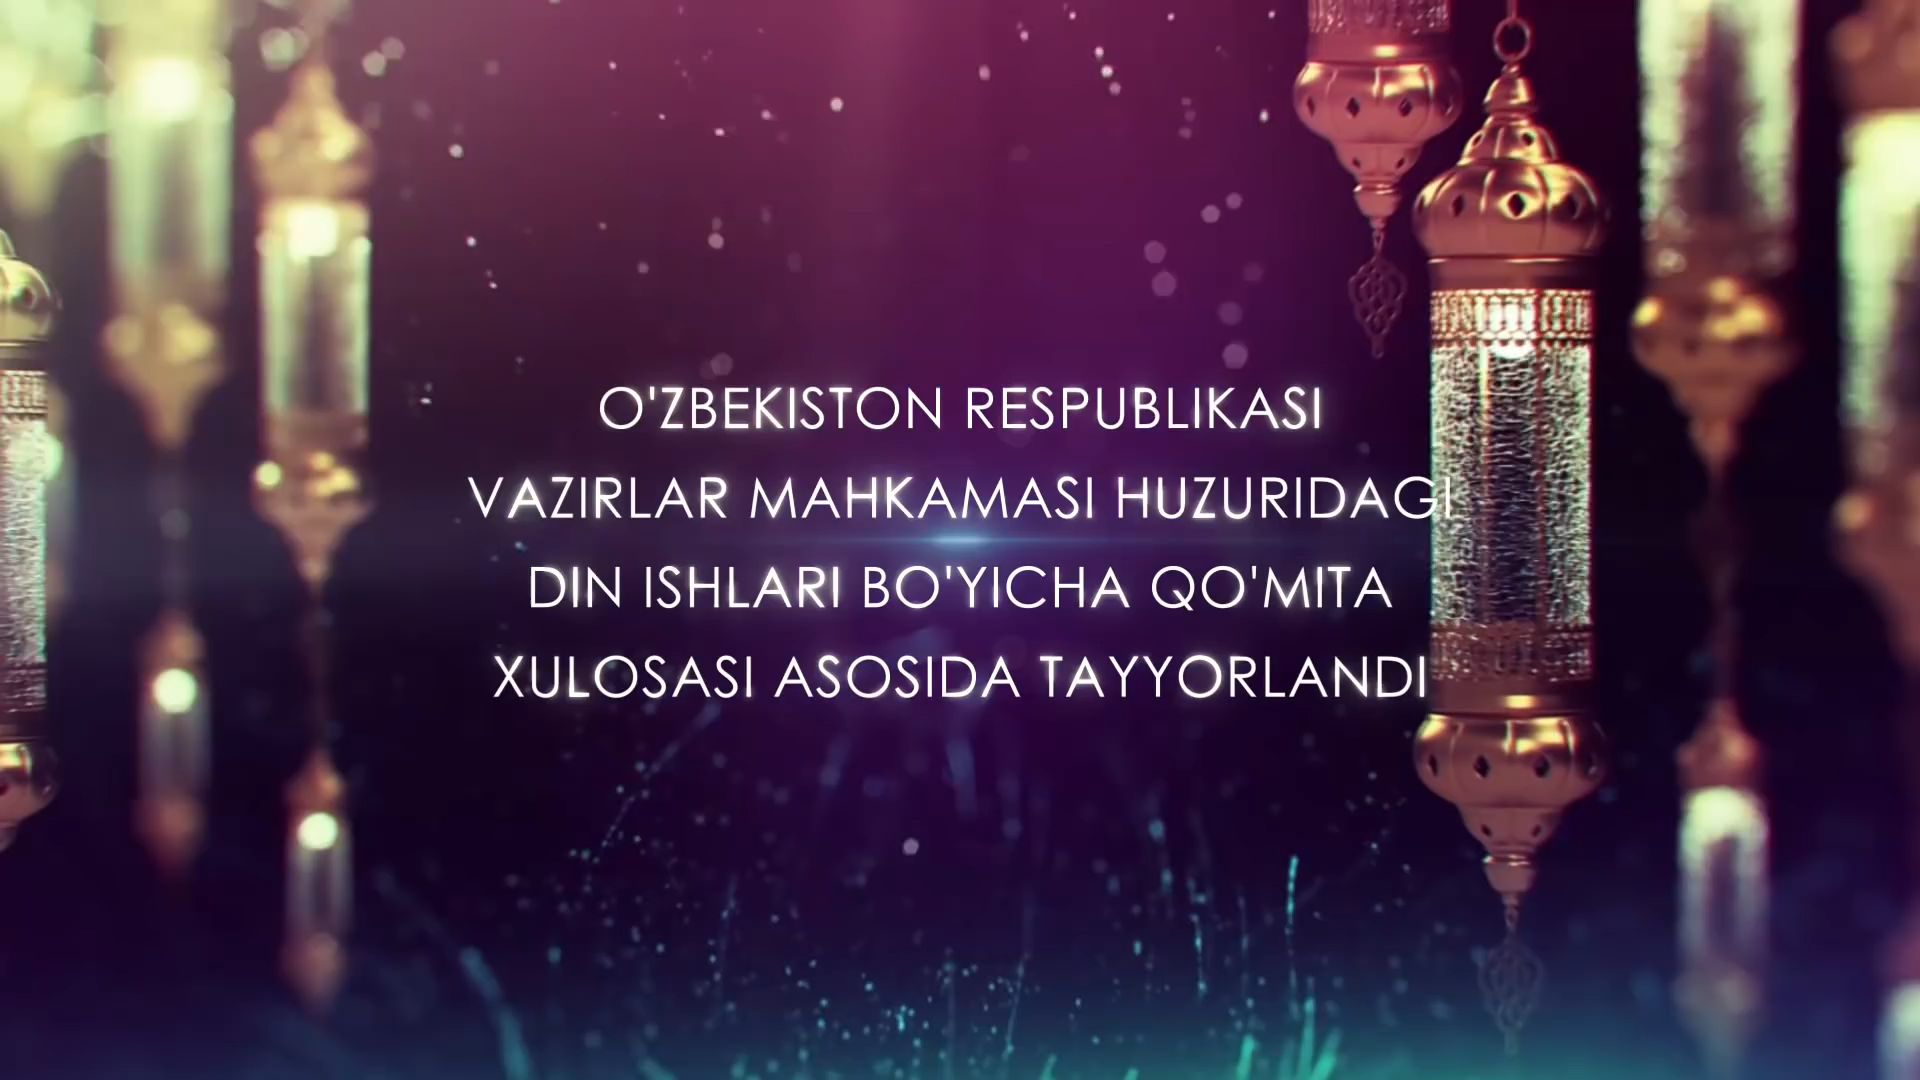 O'ZBEKISTON RESPUBLIKASI
VAZIRLAR MAHKAMASI HUZURIDAGI
DIN ISHLARI BO'YICHA QO'MITA
XULOSASI ASOSIDA TAYYORLANDI